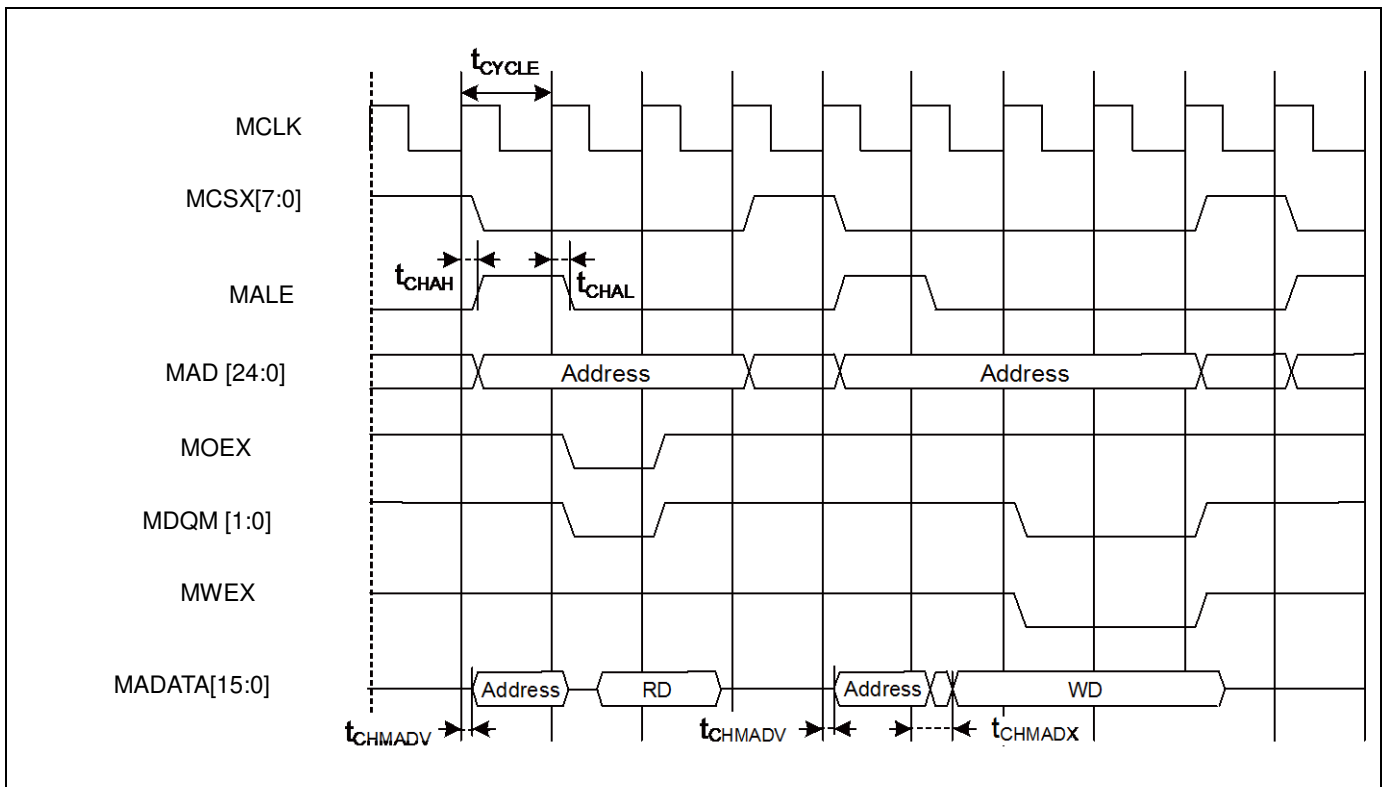 tCYCLE
MCLK
MCSX[7:0]
tCHAH
tCHAL
MALE
MAD [24:0]
Address
Address
MOEX
MDQM [1:0]
MWEX
MADATA[15:0]
Address
RD
Address
WD
tCHMADV
tCHMADV
tCHMADX